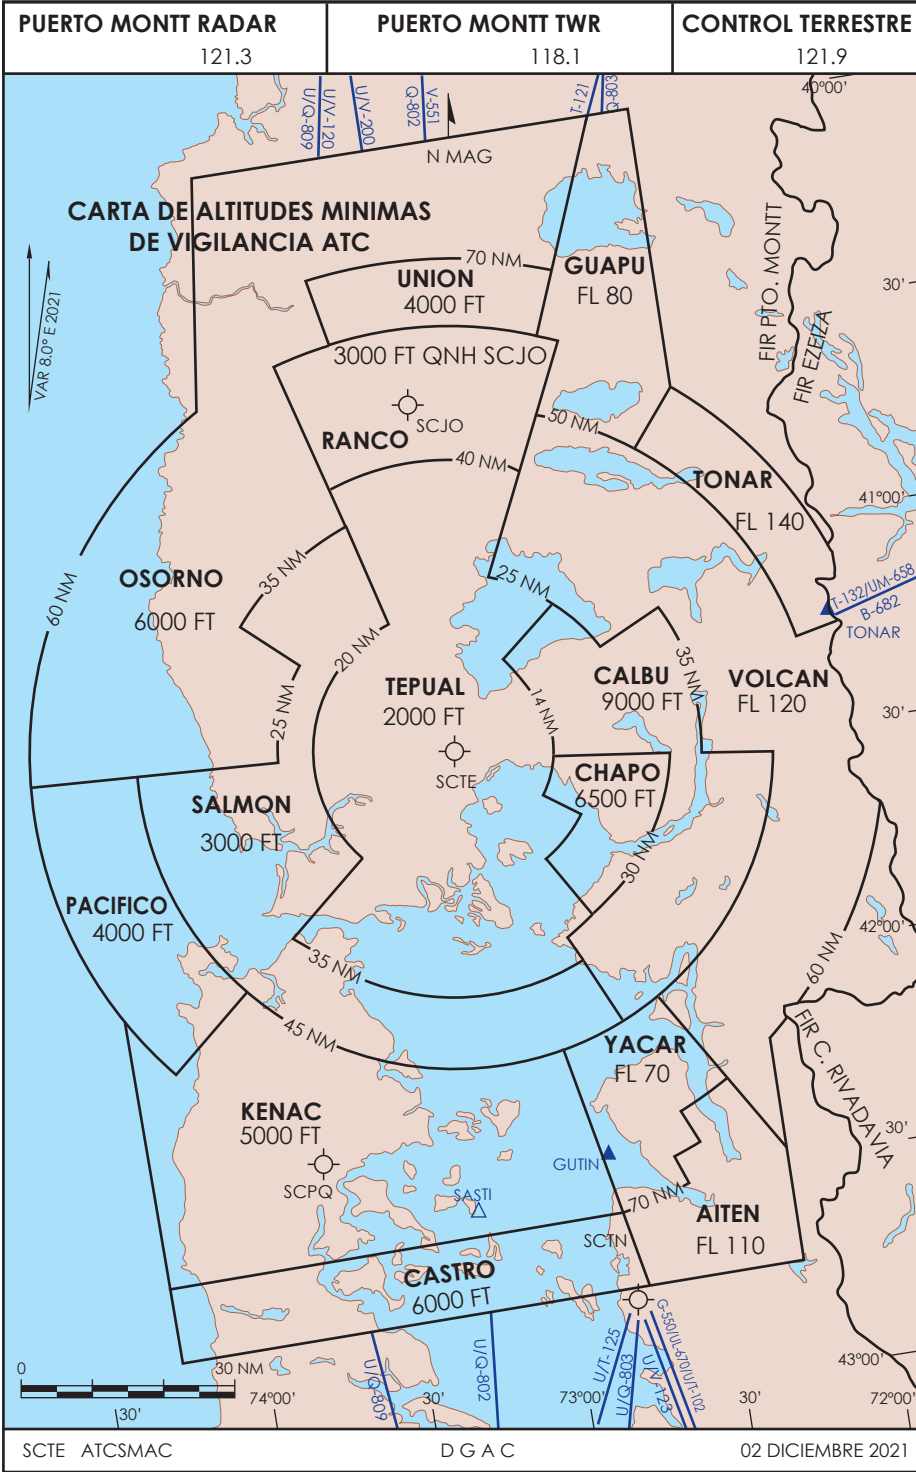 PUERTO MONTT RADAR
121.3
PUERTO MONTT TWR
118.1
CONTROL TERRESTRE
121.9
40°00'
U/Q-809
U/V-120
U/V-200
Q-802
V-551
T-121
Q-803
N MAG
CARTA DE ALTITUDES MINIMAS
DE VIGILANCIA ATC
VAR 8.0° E 2021
70 NM
UNION
4000 FT
GUAPU
FL 80
FIR PTO. MONTT
FIR EZEIZA
30'
3000 FT QNH SCJO
SCJO
RANCO
50 NM
40 NM
TONAR
FL 140
41°00'
OSORNO
6000 FT
35 NM
60 NM
25 NM
T-132/UM-658
B-682
TONAR
20 NM
TEPUAL
2000 FT
SCTE
14 NM
CALBU
9000 FT
35 NM
VOLCAN
FL 120
30'
25 NM
CHAPO
6500 FT
SALMON
3000 FT
30 NM
PACIFICO
4000 FT
42°00'
35 NM
60 NM
45 NM
FIR C. RIVADAVIA
YACAR
FL 70
KENAC
5000 FT
SCPQ
30'
GUTIN
SASTI
70 NM
AITEN
FL 110
SCTN
CASTRO
6000 FT
U/Q-809
U/Q-802
U/T-125
U/Q-803
U/V-123
G-550/UL-670/U/T-102
43°00'
0
30 NM
30'
74°00'
30'
73°00'
30'
72°00'
SCTE ATCSMAC
D G A C
02 DICIEMBRE 2021